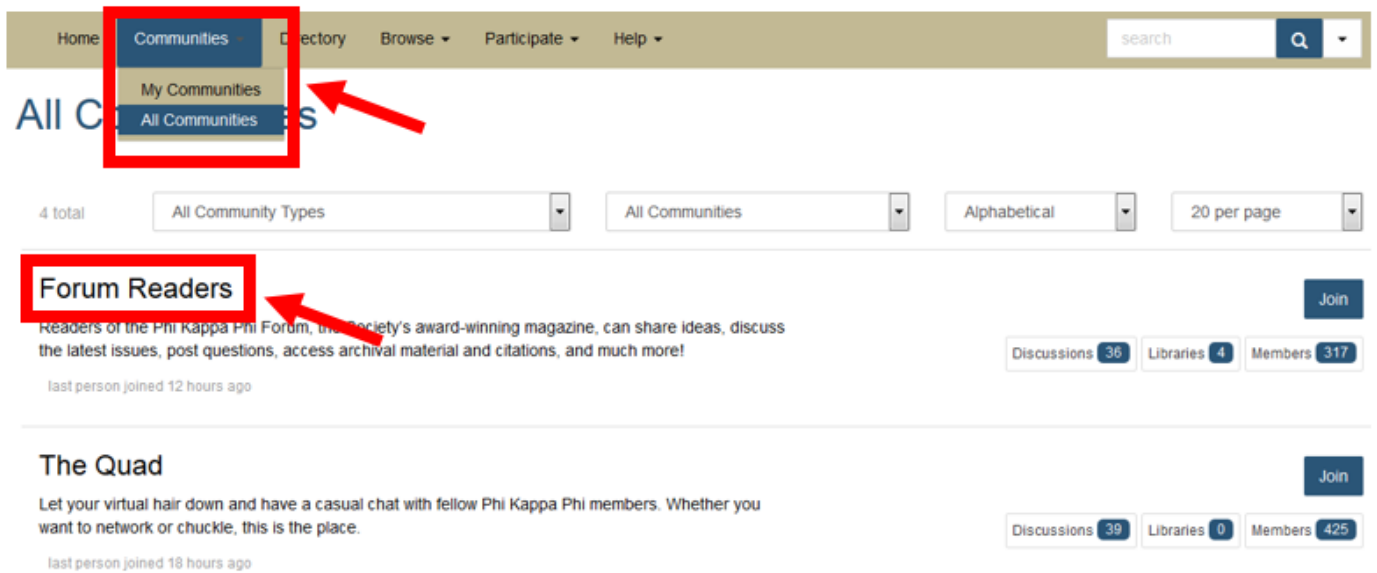 Home Communities Directory Browse Participate Help search
My Communities
All Communities
All C es
4 total All Community Types All Communities Alphabetical 20 per page
Forum Readers
Join
Readers of the Phi Kappa Phi Forum, the Society's award-winning magazine, can share ideas, discuss
the latest issues, post questions, access archival material and citations, and much more!
Discussions 36 Libraries 4 Members 317
last person joined 12 hours ago
The Quad
Join
Let your virtual hair down and have a casual chat with fellow Phi Kappa Phi members. Whether you
want to network or chuckle, this is the place.
Discussions 39 Libraries 0 Members 425
last person joined 18 hours ago